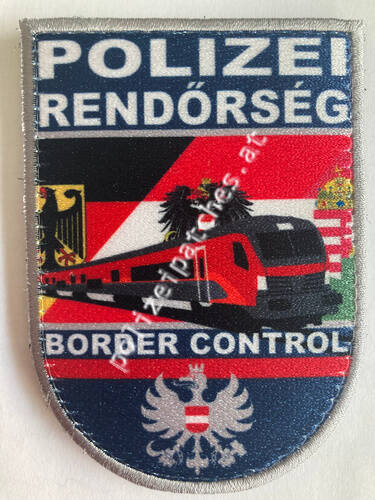 POLIZEI
RENDŐRSÉG
polizeipatches.at
BORDER CONTROL